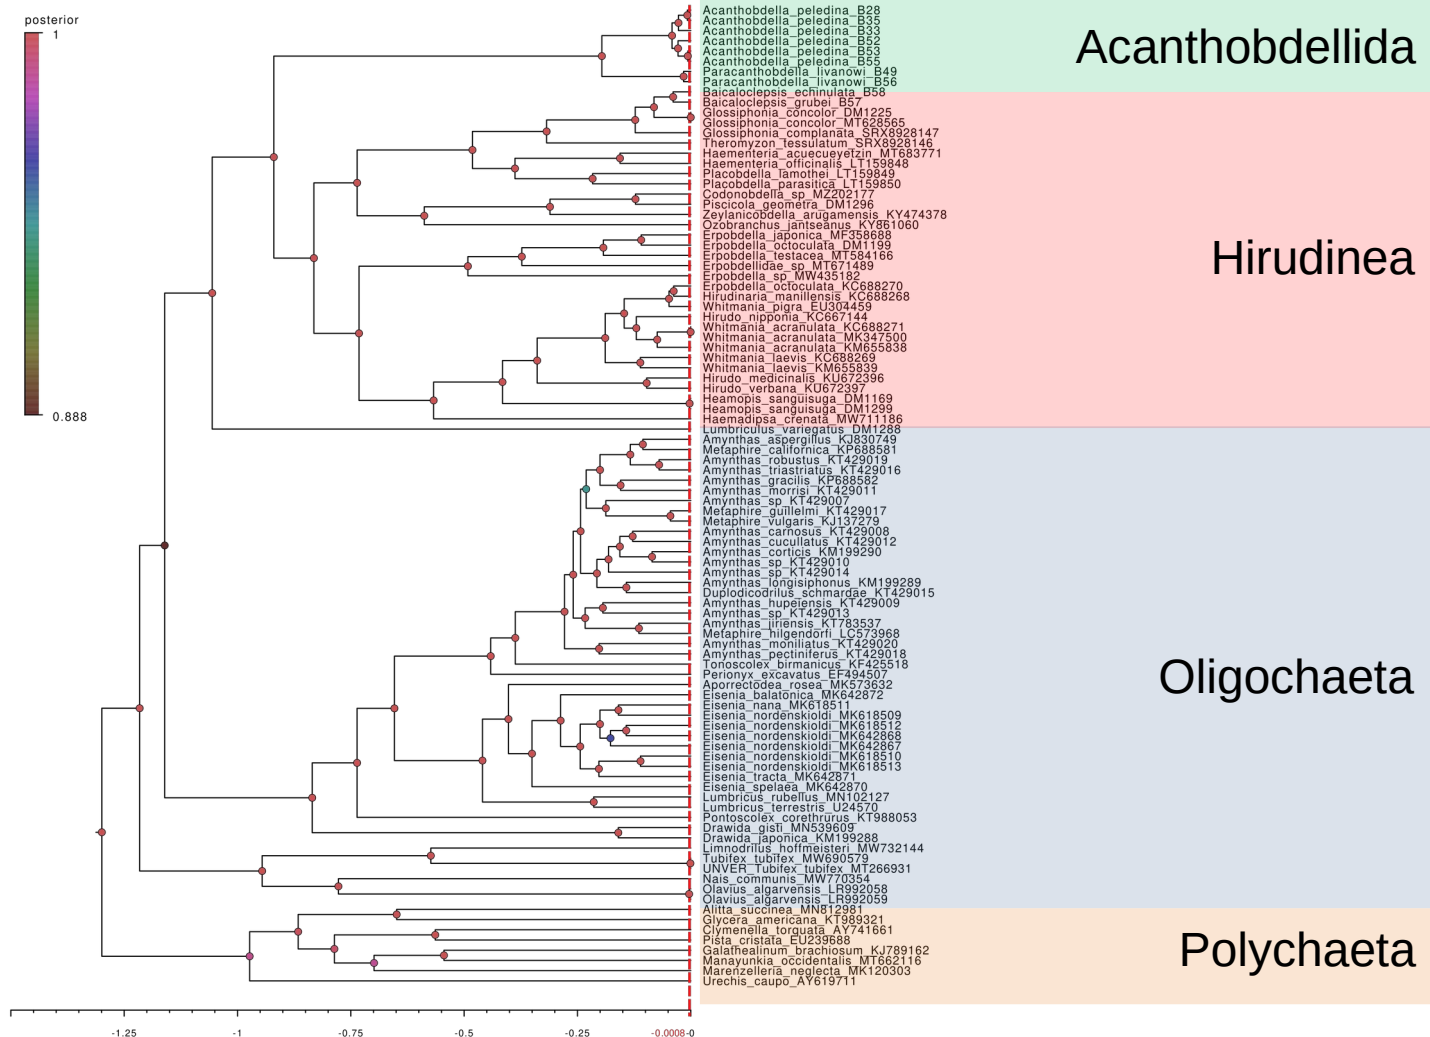 posterior
1
0.888
Acanthobdella_peledina_B28
Acanthobdella_peledina_B35
Acanthobdella_peledina_B33
Acanthobdella_peledina_B52
Acanthobdella_peledina_B53
Acanthobdella_peledina_B55
Paracanthobdella_livanowi_B49
Paracanthobdella_livanowi_B56
Acanthobdellida
Baicaloclepsis_echinulata_B58
Baicaloclepsis_grubei_B57
Glossiphonia_concolor_DM1225
Glossiphonia_concolor_MT628565
Glossiphonia_complanata_SRX8928147
Theromyzon_tessulatum_SRX8928146
Haementeria_acuecueyetzin_MT683771
Haementeria_officinalis_LT159848
Placobdella_lamothei_LT159849
Placobdella_parasitica_LT159850
Codonobdella_sp_MZ202177
Piscicola_geometra_DM1296
Zeylanicobdella_arugamensis_KY474378
Ozobranchus_jantseanus_KY861060
Erpobdella_japonica_MF358688
Erpobdella_octoculata_DM1199
Erpobdella_testacea_MT584166
Erpobdellidae_sp_MT671489
Erpobdella_sp_MW435182
Erpobdella_octoculata_KC688270
Hirudinaria_manillensis_KC688268
Whitmania_pigra_EU304459
Hirudo_nipponia_KC667144
Whitmania_acranulata_KC688271
Whitmania_acranulata_MK347500
Whitmania_acranulata_KM655838
Whitmania_laevis_KC688269
Whitmania_laevis_KM655839
Hirudo_medicinalis_KU672396
Hirudo_verbana_KU672397
Heamopis_sanguisuga_DM1169
Heamopis_sanguisuga_DM1299
Haemadipsa_crenata_MW711186
Hirudinea
Lumbriculus_variegatus_DM1288
Amynthas_aspergillus_KJ830749
Metaphire_californica_KP688581
Amynthas_robustus_KT429019
Amynthas_triastriatus_KT429016
Amynthas_gracilis_KP688582
Amynthas_morrisi_KT429011
Amynthas_sp_KT429007
Metaphire_guillelmi_KT429017
Metaphire_vulgaris_KJ137279
Amynthas_carnosus_KT429008
Amynthas_cucullatus_KT429012
Amynthas_corticis_KM199290
Amynthas_sp_KT429010
Amynthas_sp_KT429014
Amynthas_longisiphonus_KM199289
Duplodicodrilus_schmardae_KT429015
Amynthas_hupeiensis_KT429009
Amynthas_sp_KT429013
Amynthas_jiriensis_KT783537
Metaphire_hilgendorfi_LC573968
Amynthas_moniliatus_KT429020
Amynthas_pectiniferus_KT429018
Tonoscolex_birmanicus_KF425518
Perionyx_excavatus_EF494507
Aporrectodea_rosea_MK573632
Eisenia_balatonica_MK642872
Eisenia_nana_MK618511
Eisenia_nordenskioldi_MK618509
Eisenia_nordenskioldi_MK618512
Eisenia_nordenskioldi_MK642868
Eisenia_nordenskioldi_MK642867
Eisenia_nordenskioldi_MK618510
Eisenia_nordenskioldi_MK618513
Eisenia_tracta_MK642871
Eisenia_spelaea_MK642870
Lumbricus_rubellus_MN102127
Lumbricus_terrestris_U24570
Pontoscolex_corethrurus_KT988053
Drawida_gisti_MN539609
Drawida_japonica_KM199288
Limnodrilus_hoffmeisteri_MW732144
Tubifex_tubifex_MW690579
UNVER_Tubifex_tubifex_MT266931
Nais_communis_MW770354
Olavius_algarvensis_LR992058
Olavius_algarvensis_LR992059
Oligochaeta
Alitta_succinea_MN812981
Glycera_americana_KT989321
Clymenella_torquata_AY741661
Pista_cristata_EU239688
Galathealinum_brachiosum_KJ789162
Manayunkia_occidentalis_MT662116
Marenzelleria_neglecta_MK120303
Urechis_caupo_AY619711
Polychaeta
-1.25 -1 -0.75 -0.5 -0.25 -0.0008-0